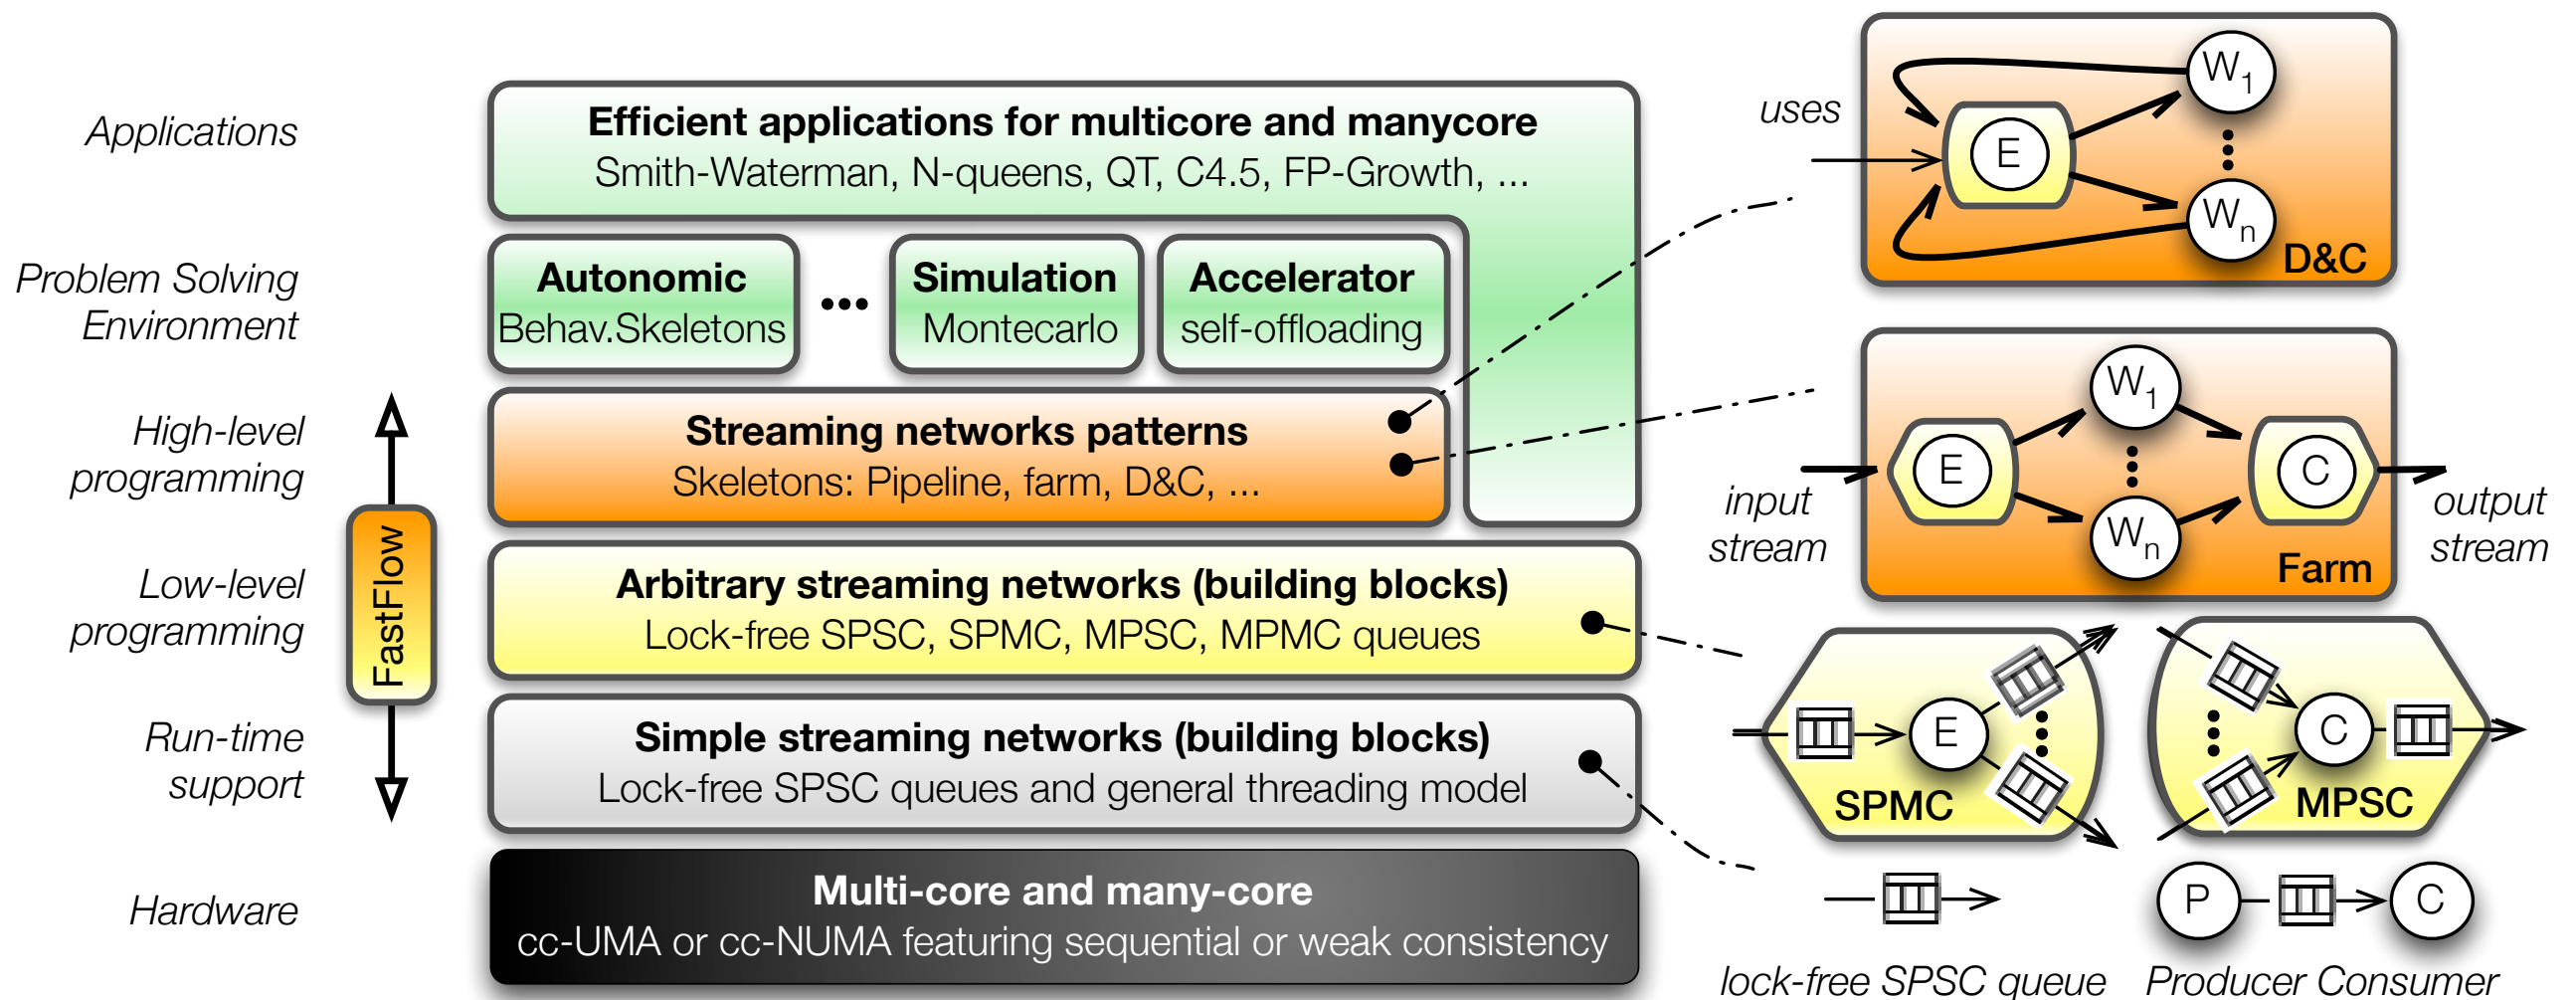 Applications
Efficient applications for multicore and manycore
Smith-Waterman, N-queens, QT, C4.5, FP-Growth, ...
Problem Solving
Environment
Autonomic
Behav.Skeletons
•••
Simulation
Montecarlo
Accelerator
self-offloading
High-level
programming
Streaming networks patterns
Skeletons: Pipeline, farm, D&C, ...
Low-level
programming
Arbitrary streaming networks (building blocks)
Lock-free SPSC, SPMC, MPSC, MPMC queues
FastFlow
Run-time
support
Simple streaming networks (building blocks)
Lock-free SPSC queues and general threading model
Hardware
Multi-core and many-core
cc-UMA or cc-NUMA featuring sequential or weak consistency
uses
E
W1
Wn
D&C
input
stream
E
W1
Wn
C
Farm
output
stream
E
SPMC
C
MPSC
lock-free SPSC queue
P
C
Producer Consumer